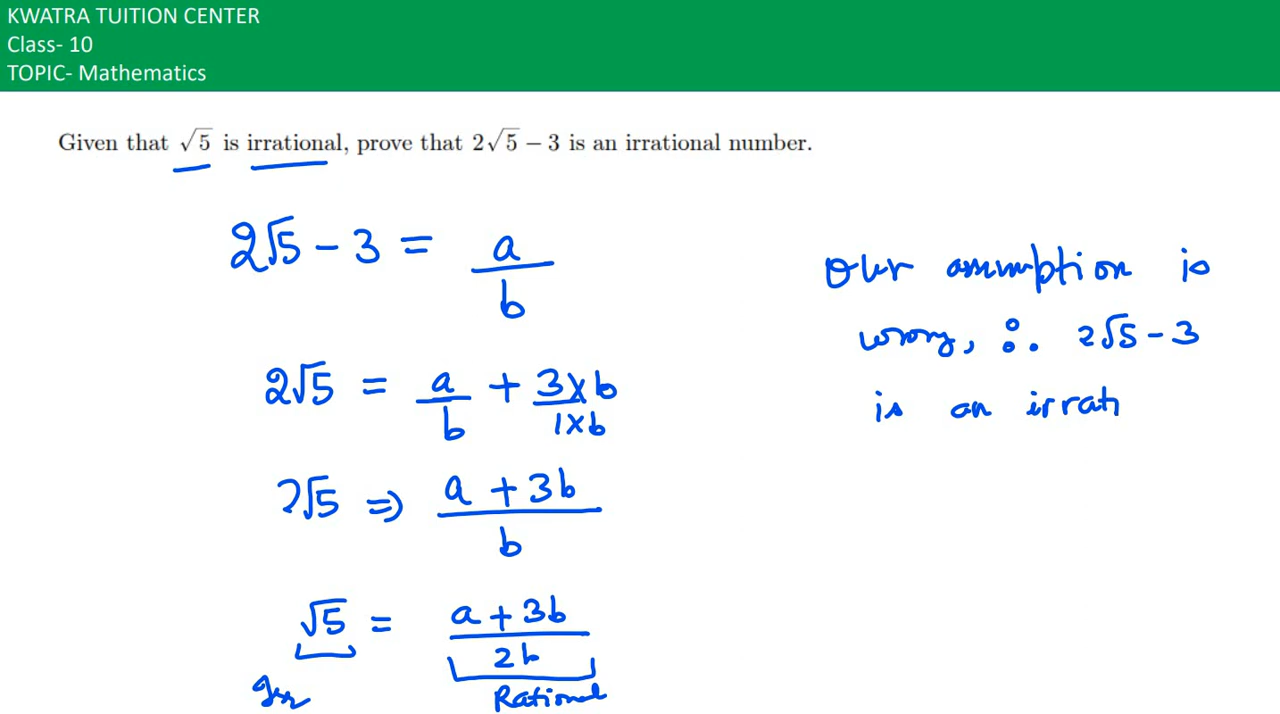 KWATRA TUITION CENTER
Class- 10
TOPIC- Mathematics
Given that √5 is irrational, prove that 2√5 − 3 is an irrational number.
2√5 − 3 = a/b
2√5 = a/b + 3×b/1×b
2√5 ⇒ a + 3b/b
√5 = a + 3b/2b
Rational
Our assumption is
wrong, ∴ 2√5 − 3
is an irrat